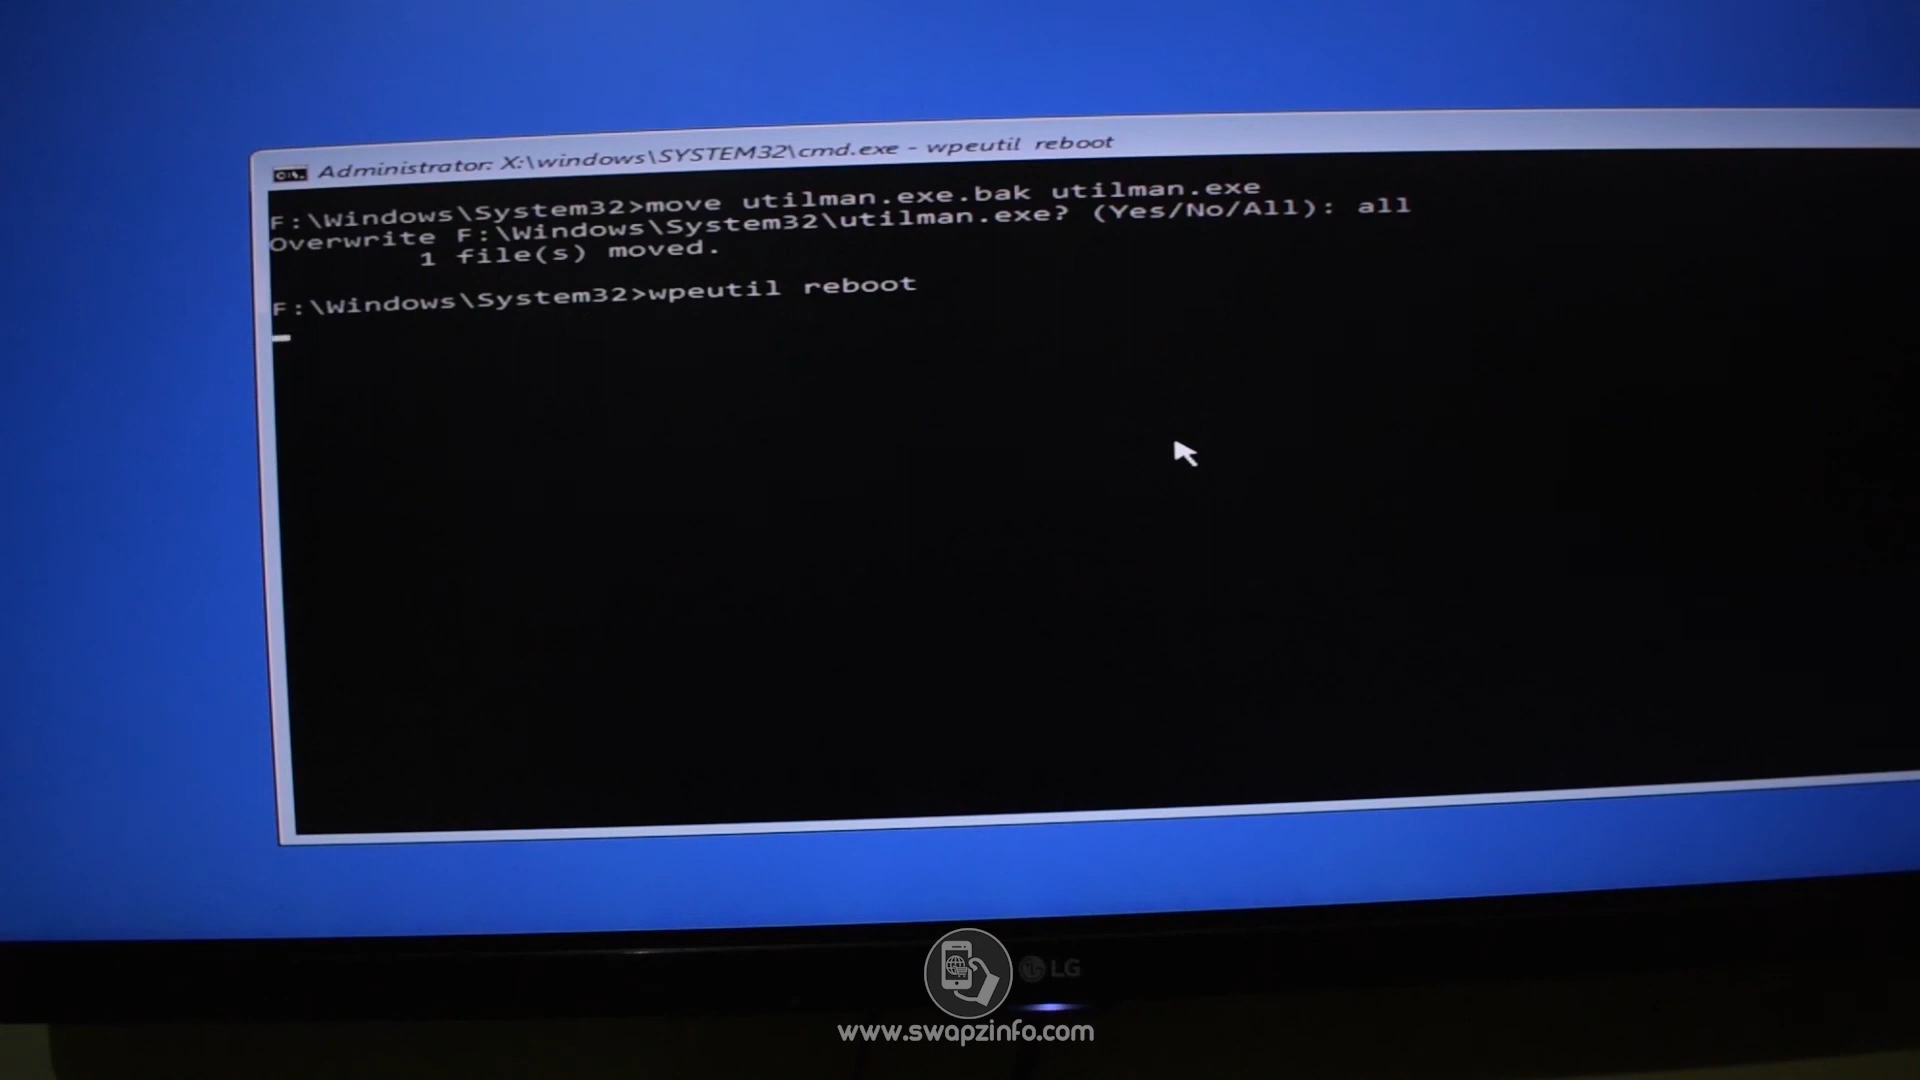 Administrator: X:\windows\SYSTEM32\cmd.exe - wpeutil reboot
F:\Windows\System32>move utilman.exe.bak utilman.exe
Overwrite F:\Windows\System32\utilman.exe? (Yes/No/All): all
1 file(s) moved.
F:\Windows\System32>wpeutil reboot
LG
www.swapzinfo.com